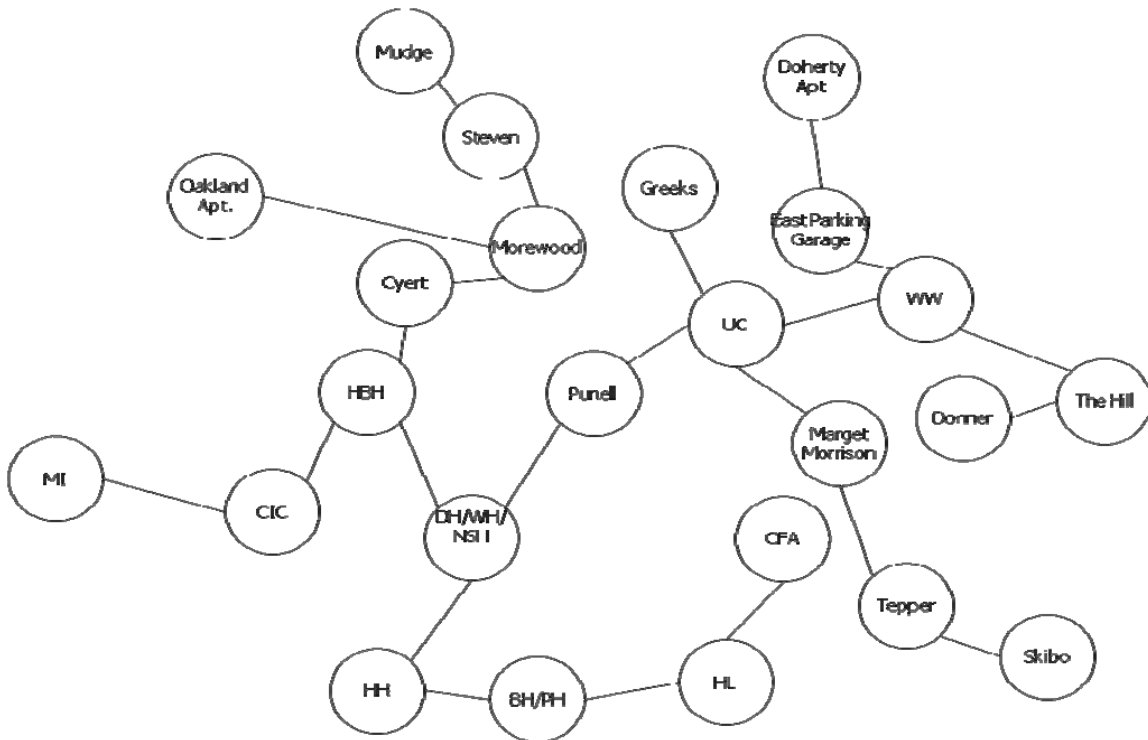 Mudge
Doherty
Apt
Steven
Oakland
Apt.
Greeks
East Parking
Garage
Morewood
Cyert
UC
WW
HBH
Purnell
Donner
The Hill
Marget
Morrison
MI
CIC
DH/WH/
NSH
CFA
Tepper
Skibo
HH
BH/PH
HL